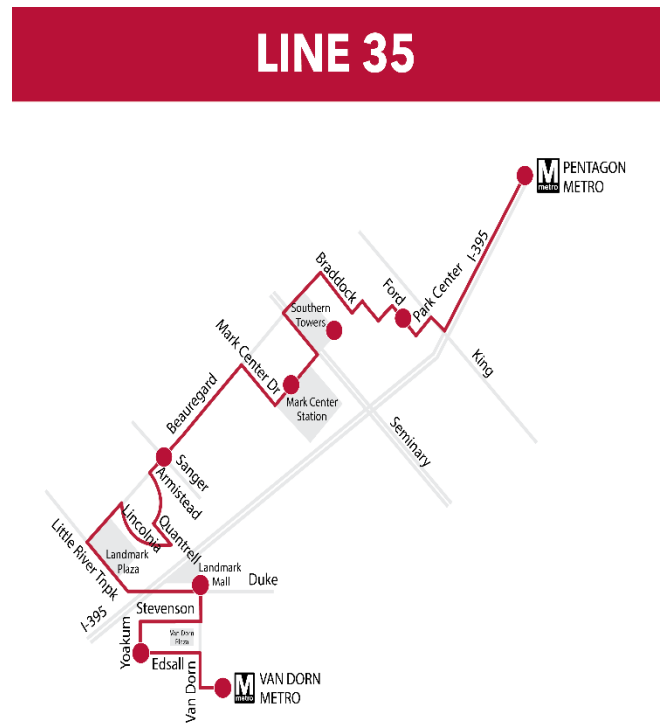 LINE 35
M
metro
PENTAGON
METRO
I-395
Braddock
Ford
Park Center
Southern
Towers
King
Mark Center Dr
Mark Center
Station
Beauregard
Seminary
Sanger
Armistead
Lincolnia
Quantrell
Little River Tnpk
Landmark
Plaza
Landmark
Mall
Duke
I-395
Stevenson
Yoakum
Van Dorn
Plaza
Edsall
Van Dorn
M
metro
VAN DORN
METRO